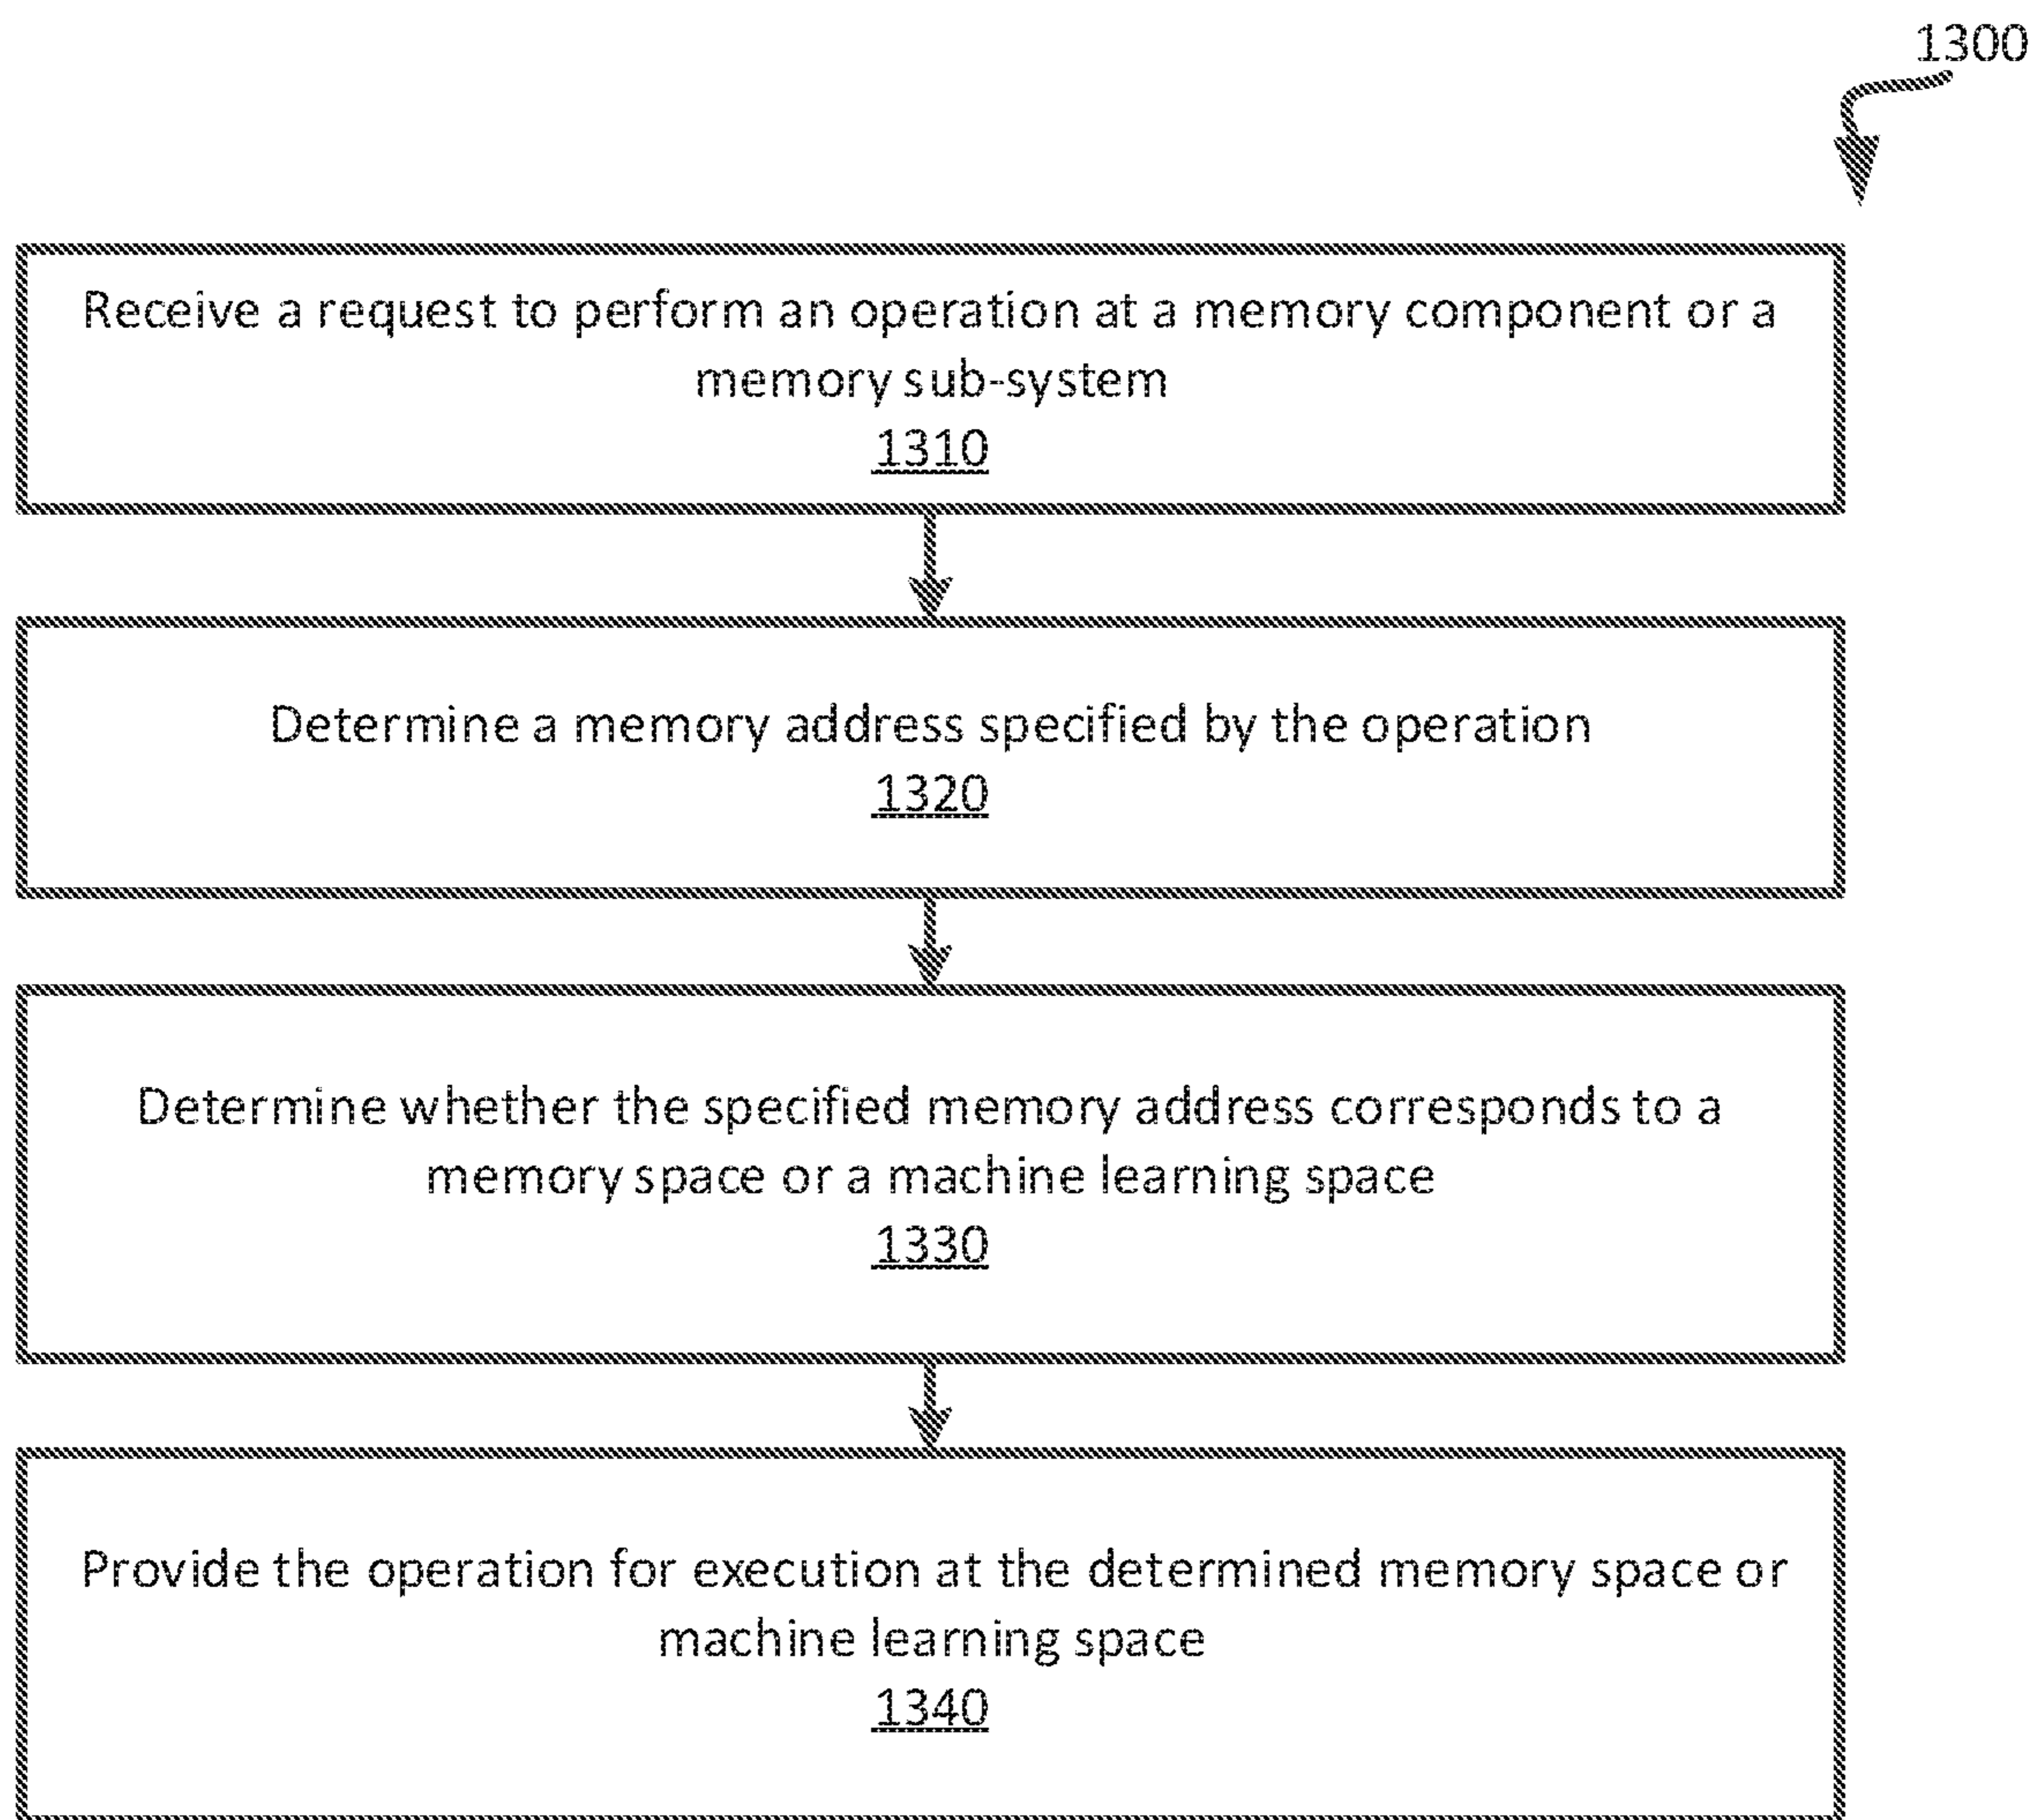 1300
Receive a request to perform an operation at a memory component or a
memory sub-system
1310
Determine a memory address specified by the operation
1320
Determine whether the specified memory address corresponds to a
memory space or a machine learning space
1330
Provide the operation for execution at the determined memory space or
machine learning space
1340